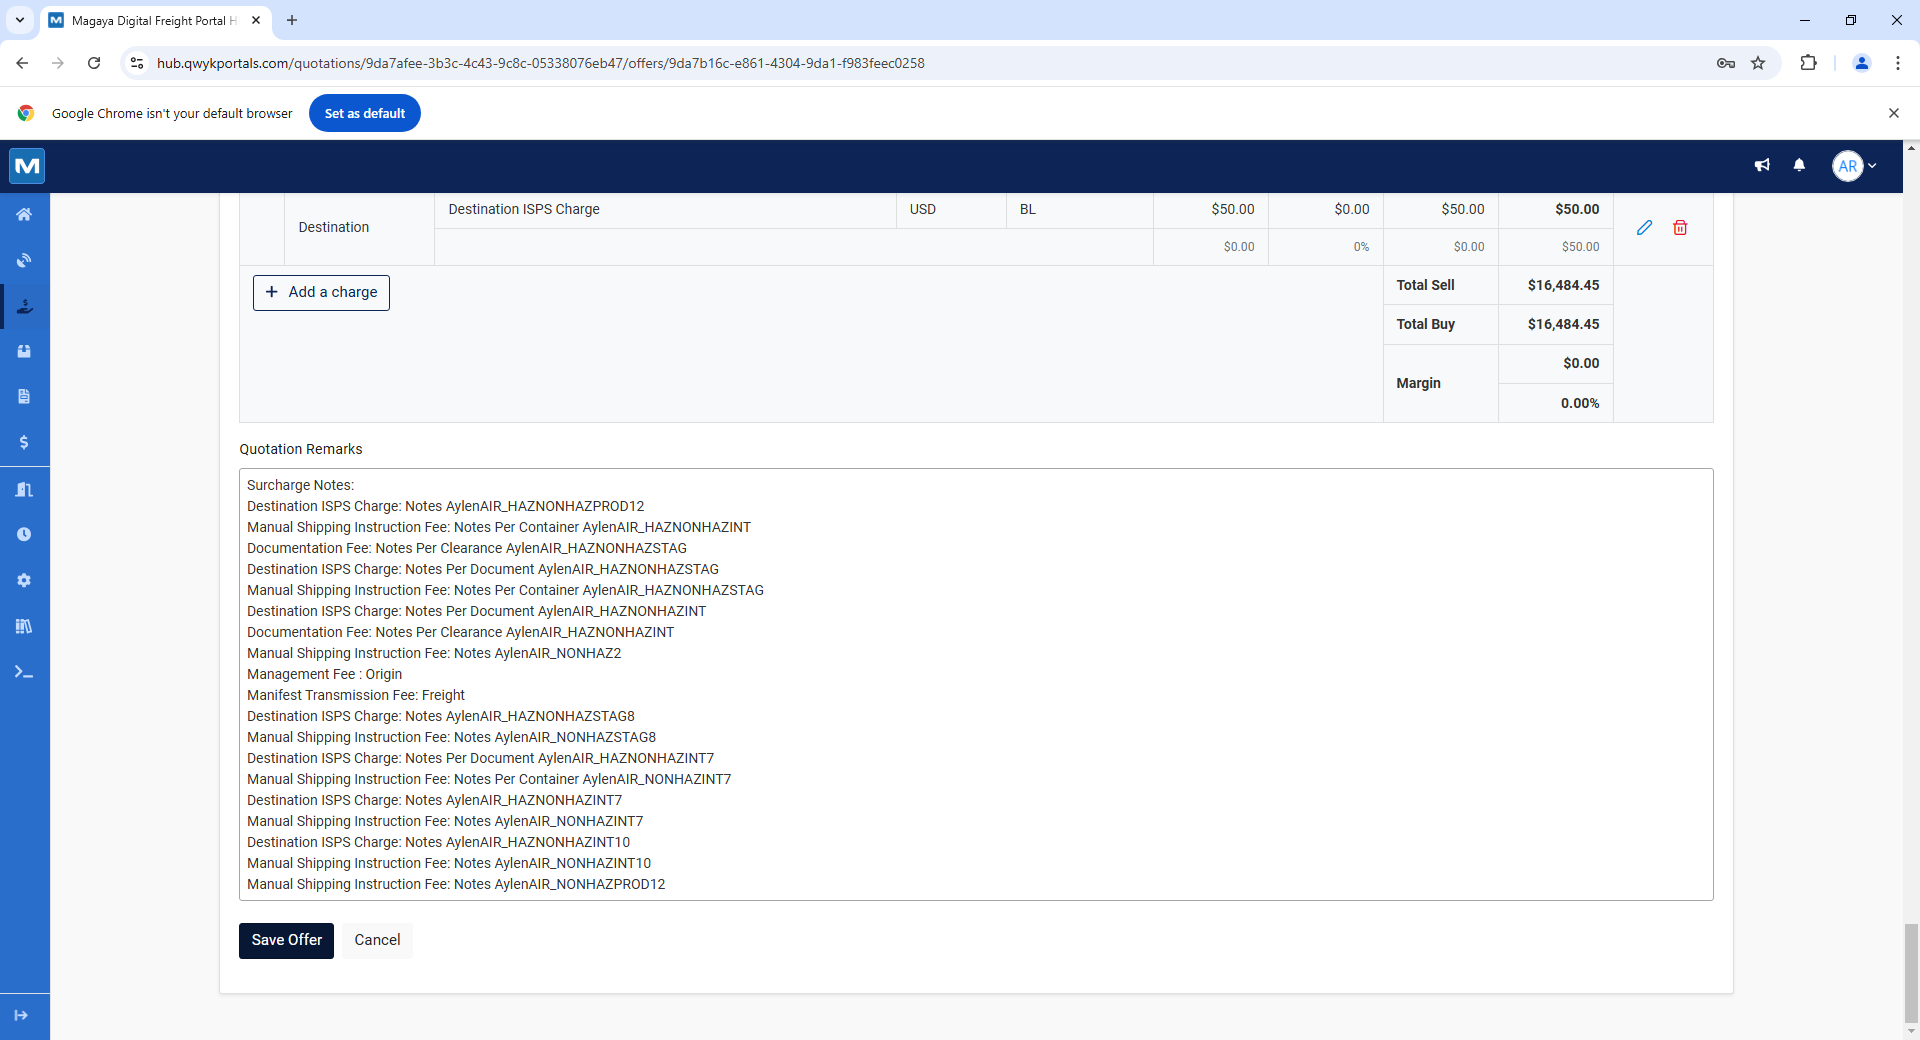 Magaya Digital Freight Portal H
hub.qwykportals.com/quotations/9da7afee-3b3c-4c43-9c8c-05338076eb47/offers/9da7b16c-e861-4304-9da1-f983feec0258
Google Chrome isn't your default browser
Set as default
AR
Destination
Destination ISPS Charge USD BL $50.00 $0.00 $50.00 $50.00
$0.00 0% $0.00 $50.00
+ Add a charge
Total Sell $16,484.45
Total Buy $16,484.45
Margin $0.00
0.00%
Quotation Remarks
Surcharge Notes:
Destination ISPS Charge: Notes AylenAIR_HAZNONHAZPROD12
Manual Shipping Instruction Fee: Notes Per Container AylenAIR_HAZNONHAZINT
Documentation Fee: Notes Per Clearance AylenAIR_HAZNONHAZSTAG
Destination ISPS Charge: Notes Per Document AylenAIR_HAZNONHAZSTAG
Manual Shipping Instruction Fee: Notes Per Container AylenAIR_HAZNONHAZSTAG
Destination ISPS Charge: Notes Per Document AylenAIR_HAZNONHAZINT
Documentation Fee: Notes Per Clearance AylenAIR_HAZNONHAZINT
Manual Shipping Instruction Fee: Notes AylenAIR_NONHAZ2
Management Fee : Origin
Manifest Transmission Fee: Freight
Destination ISPS Charge: Notes AylenAIR_HAZNONHAZSTAG8
Manual Shipping Instruction Fee: Notes AylenAIR_NONHAZSTAG8
Destination ISPS Charge: Notes Per Document AylenAIR_HAZNONHAZINT7
Manual Shipping Instruction Fee: Notes Per Container AylenAIR_NONHAZINT7
Destination ISPS Charge: Notes AylenAIR_HAZNONHAZINT7
Manual Shipping Instruction Fee: Notes AylenAIR_NONHAZINT7
Destination ISPS Charge: Notes AylenAIR_HAZNONHAZINT10
Manual Shipping Instruction Fee: Notes AylenAIR_NONHAZINT10
Manual Shipping Instruction Fee: Notes AylenAIR_NONHAZPROD12
Save Offer Cancel